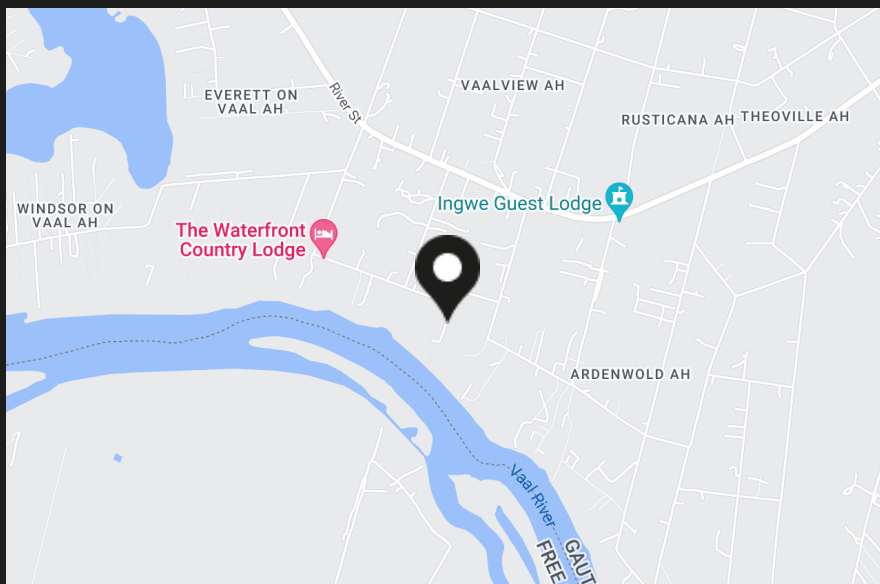 VAALVIEW AH
EVERETT ON
VAAL AH
River St
RUSTICANA AH
THEOVILLE AH
Ingwe Guest Lodge
WINDSOR ON
VAAL AH
The Waterfront
Country Lodge
ARDENWOLD AH
Vaal River
GAUT
FREE